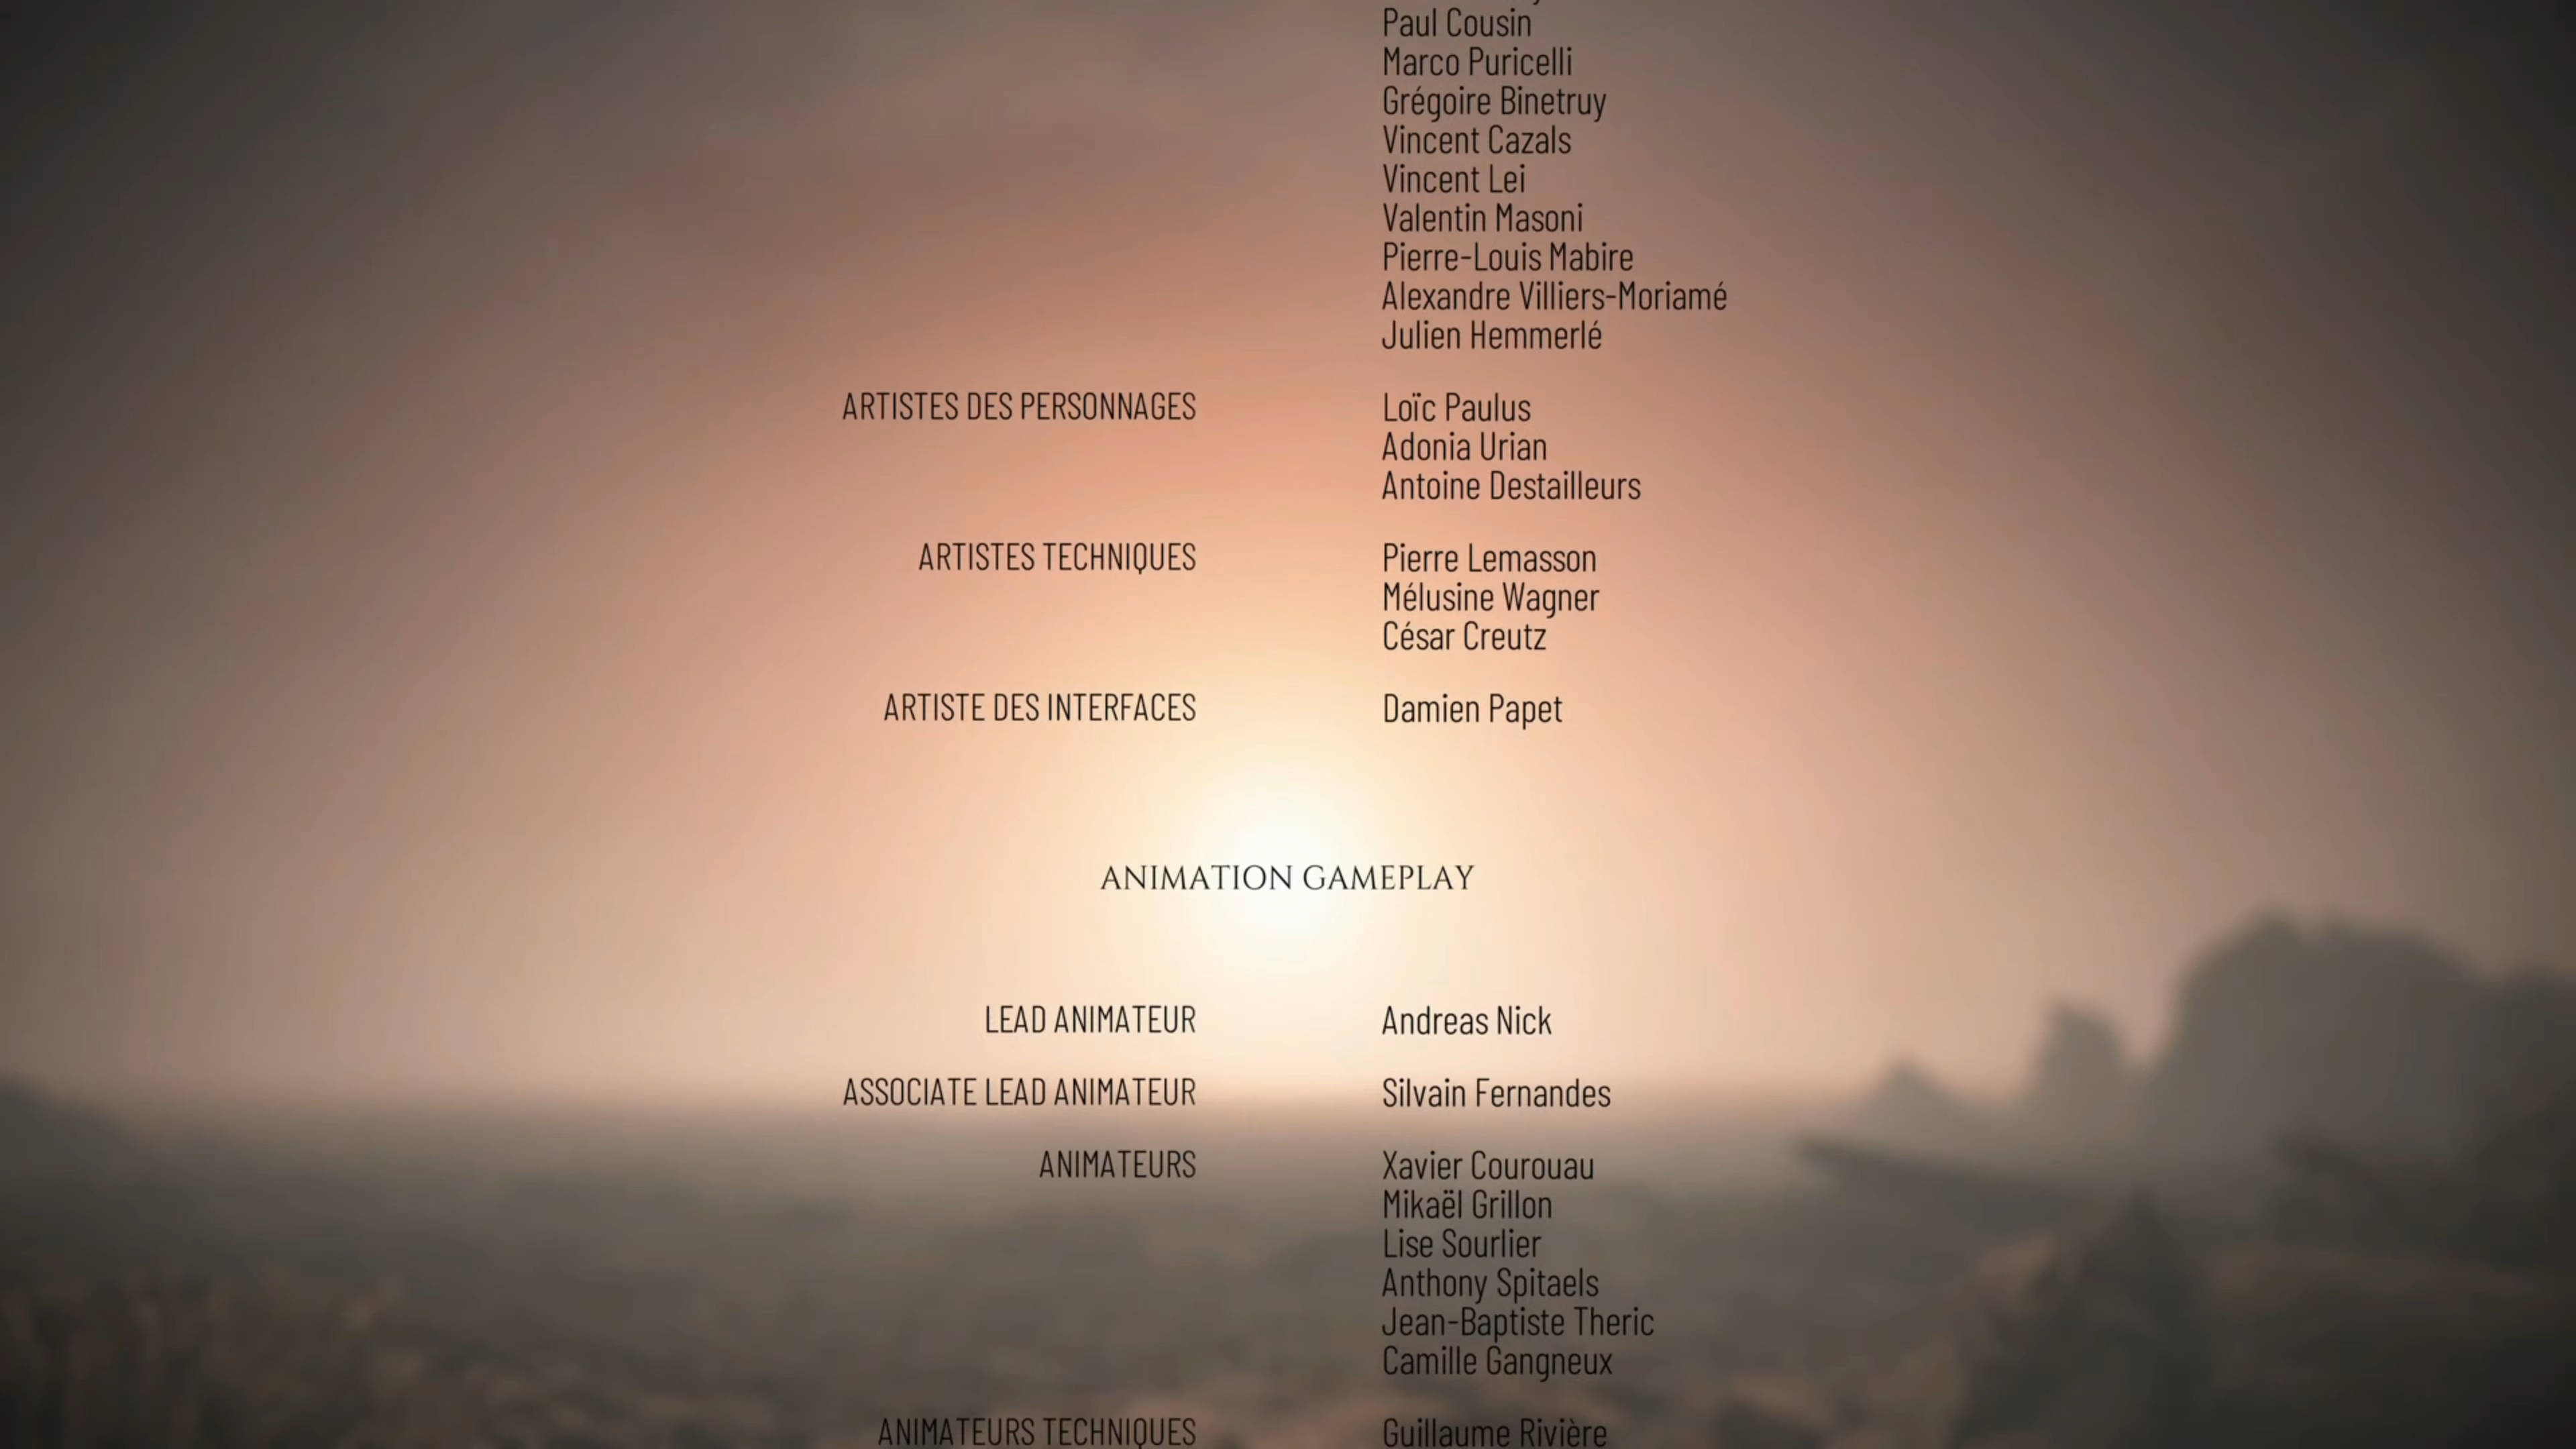 Paul Cousin
Marco Puricelli
Grégoire Binetruy
Vincent Cazals
Vincent Lei
Valentin Masoni
Pierre-Louis Mabire
Alexandre Villiers-Moriamé
Julien Hemmerlé
ARTISTES DES PERSONNAGES Loïc Paulus
Adonia Urian
Antoine Destailleurs
ARTISTES TECHNIQUES Pierre Lemasson
Mélusine Wagner
César Creutz
ARTISTE DES INTERFACES Damien Papet
ANIMATION GAMEPLAY
LEAD ANIMATEUR Andreas Nick
ASSOCIATE LEAD ANIMATEUR Silvain Fernandes
ANIMATEURS Xavier Courouau
Mikaël Grillon
Lise Sourlier
Anthony Spitaels
Jean-Baptiste Theric
Camille Gangneux
ANIMATEURS TECHNIQUES Guillaume Rivière